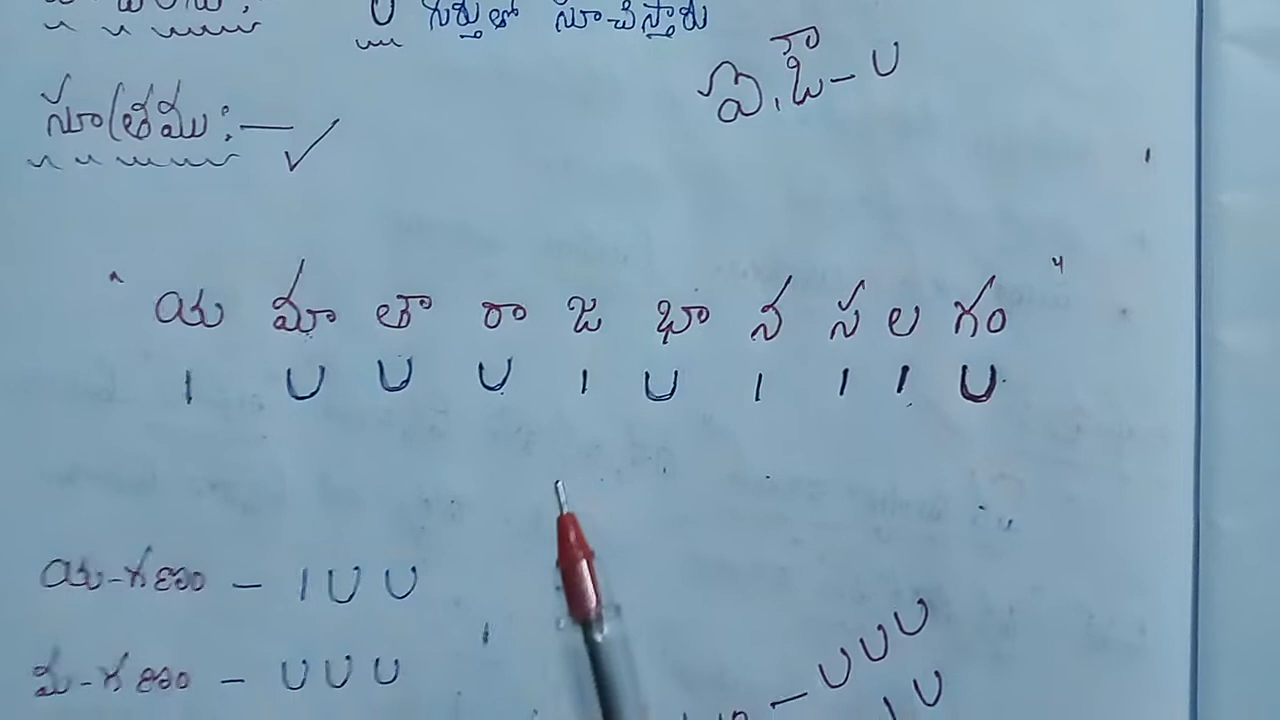 U గుర్తుతో సూచిస్తారు
సూత్రము :— ✓
"యమాతారాజభానసలగం"
I U U U I U I I I U
య-గణం – I U U
మ-గణం – U U U
– U U U
I U